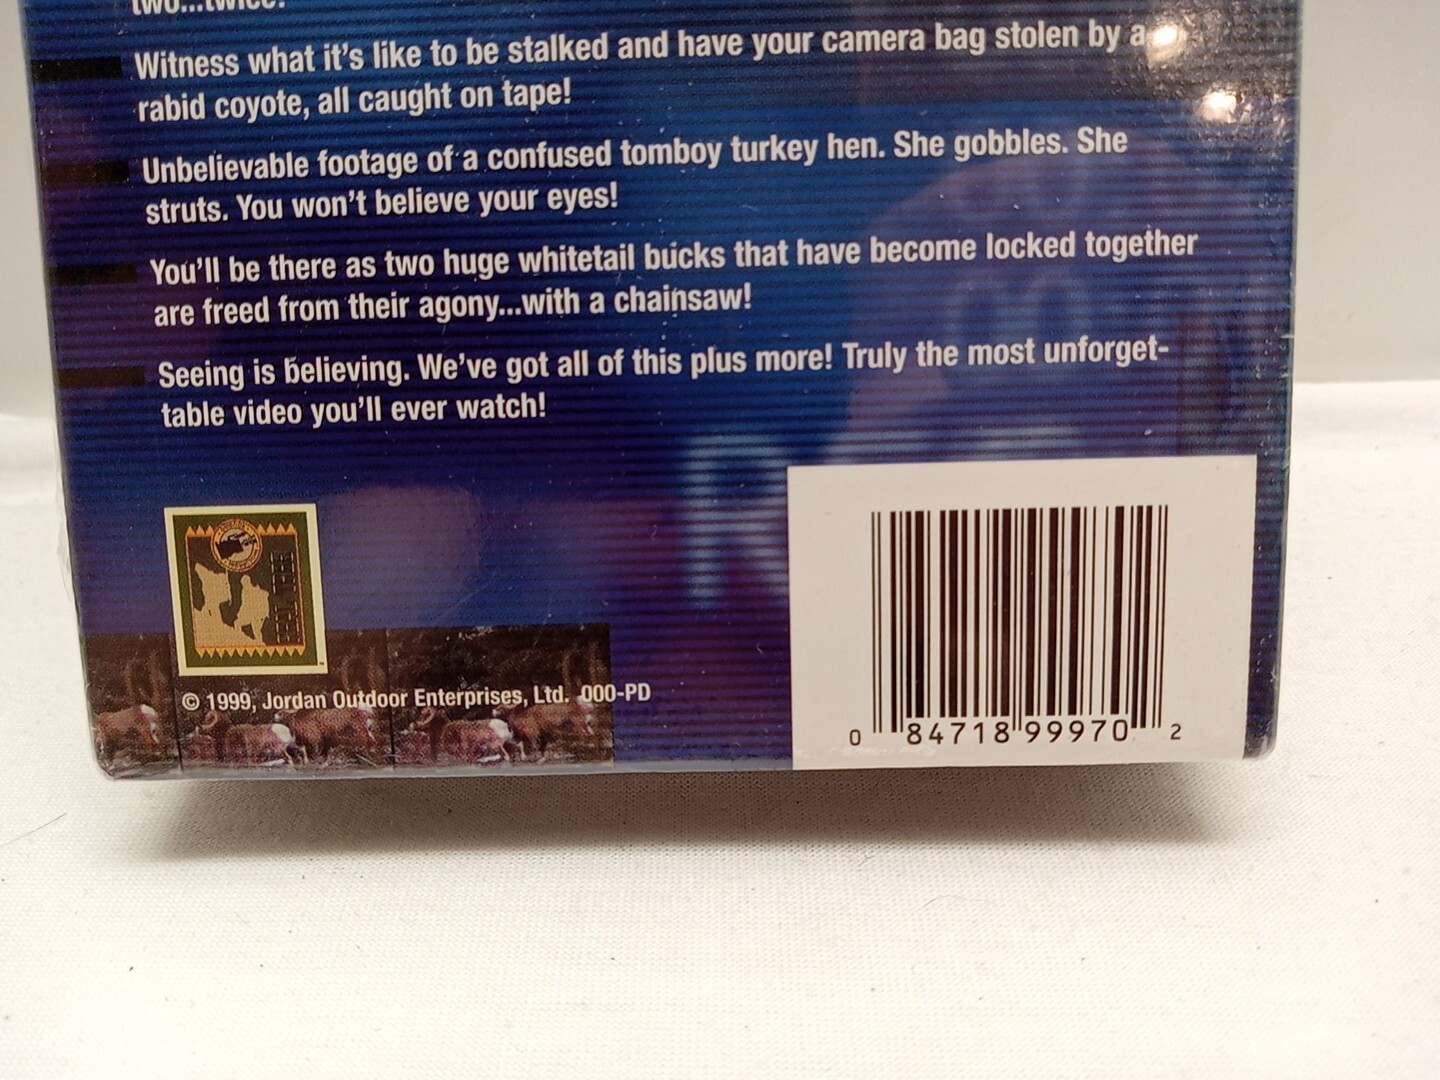 two...twice!
Witness what it's like to be stalked and have your camera bag stolen by a
rabid coyote, all caught on tape!
Unbelievable footage of a confused tomboy turkey hen. She gobbles. She
struts. You won't believe your eyes!
You'll be there as two huge whitetail bucks that have become locked together
are freed from their agony...with a chainsaw!
Seeing is believing. We've got all of this plus more! Truly the most unforget-
table video you'll ever watch!
© 1999, Jordan Outdoor Enterprises, Ltd. 000-PD
0 84718 99970 2